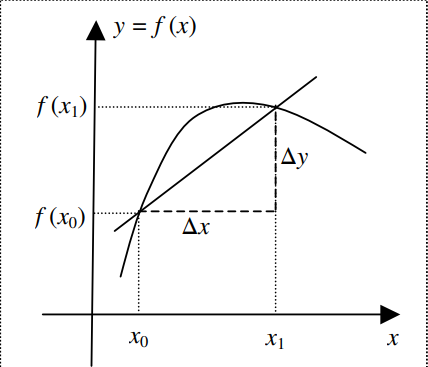 y = f (x)
f (x₁)
Δy
f (x₀)
Δx
x₀
x₁
x